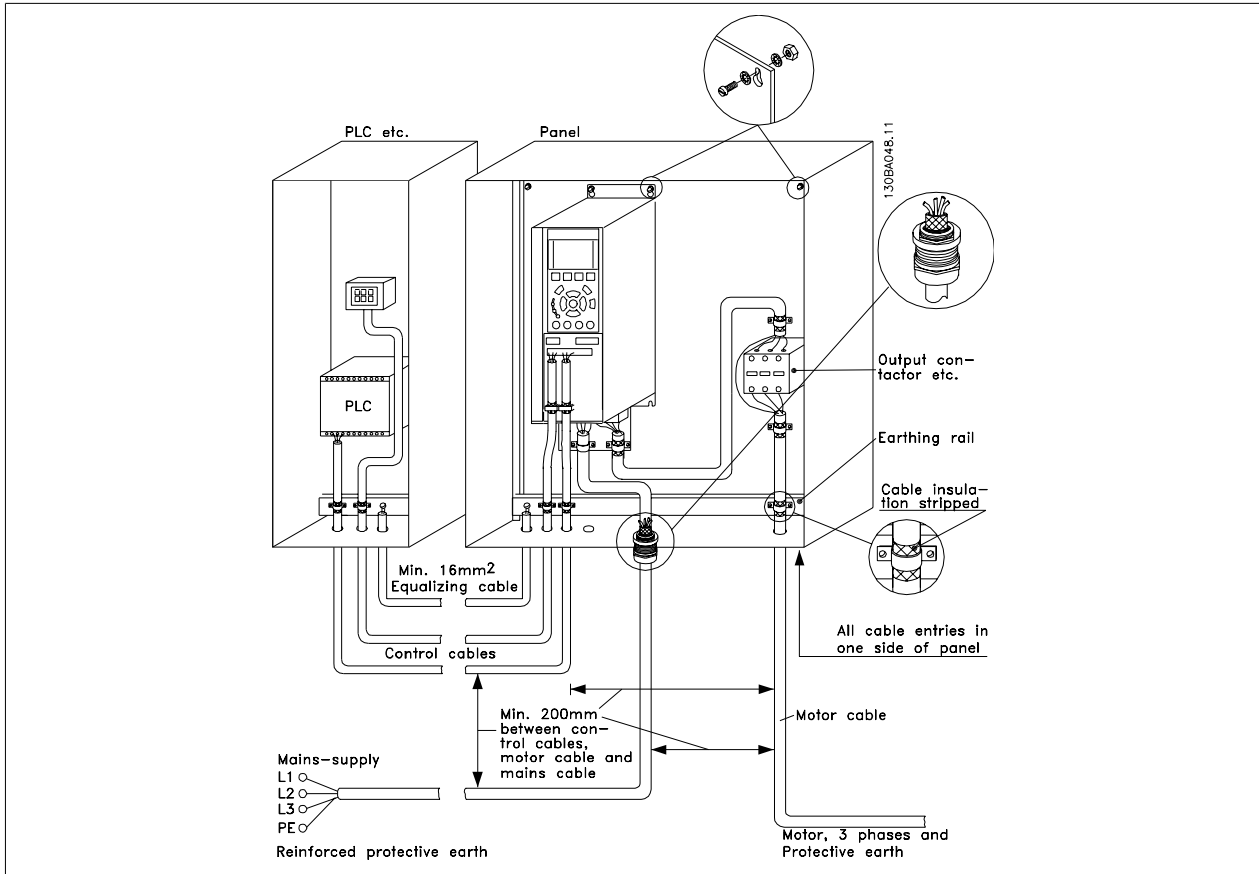 PLC etc.
Panel
130BA048.11
PLC
Output con-
tactor etc.
Earthing rail
Cable insula-
tion stripped
Min. 16mm2
Equalizing cable
Control cables
All cable entries in
one side of panel
Min. 200mm
between con-
trol cables,
motor cable and
mains cable
Motor cable
Mains-supply
L1
L2
L3
PE
Reinforced protective earth
Motor, 3 phases and
Protective earth